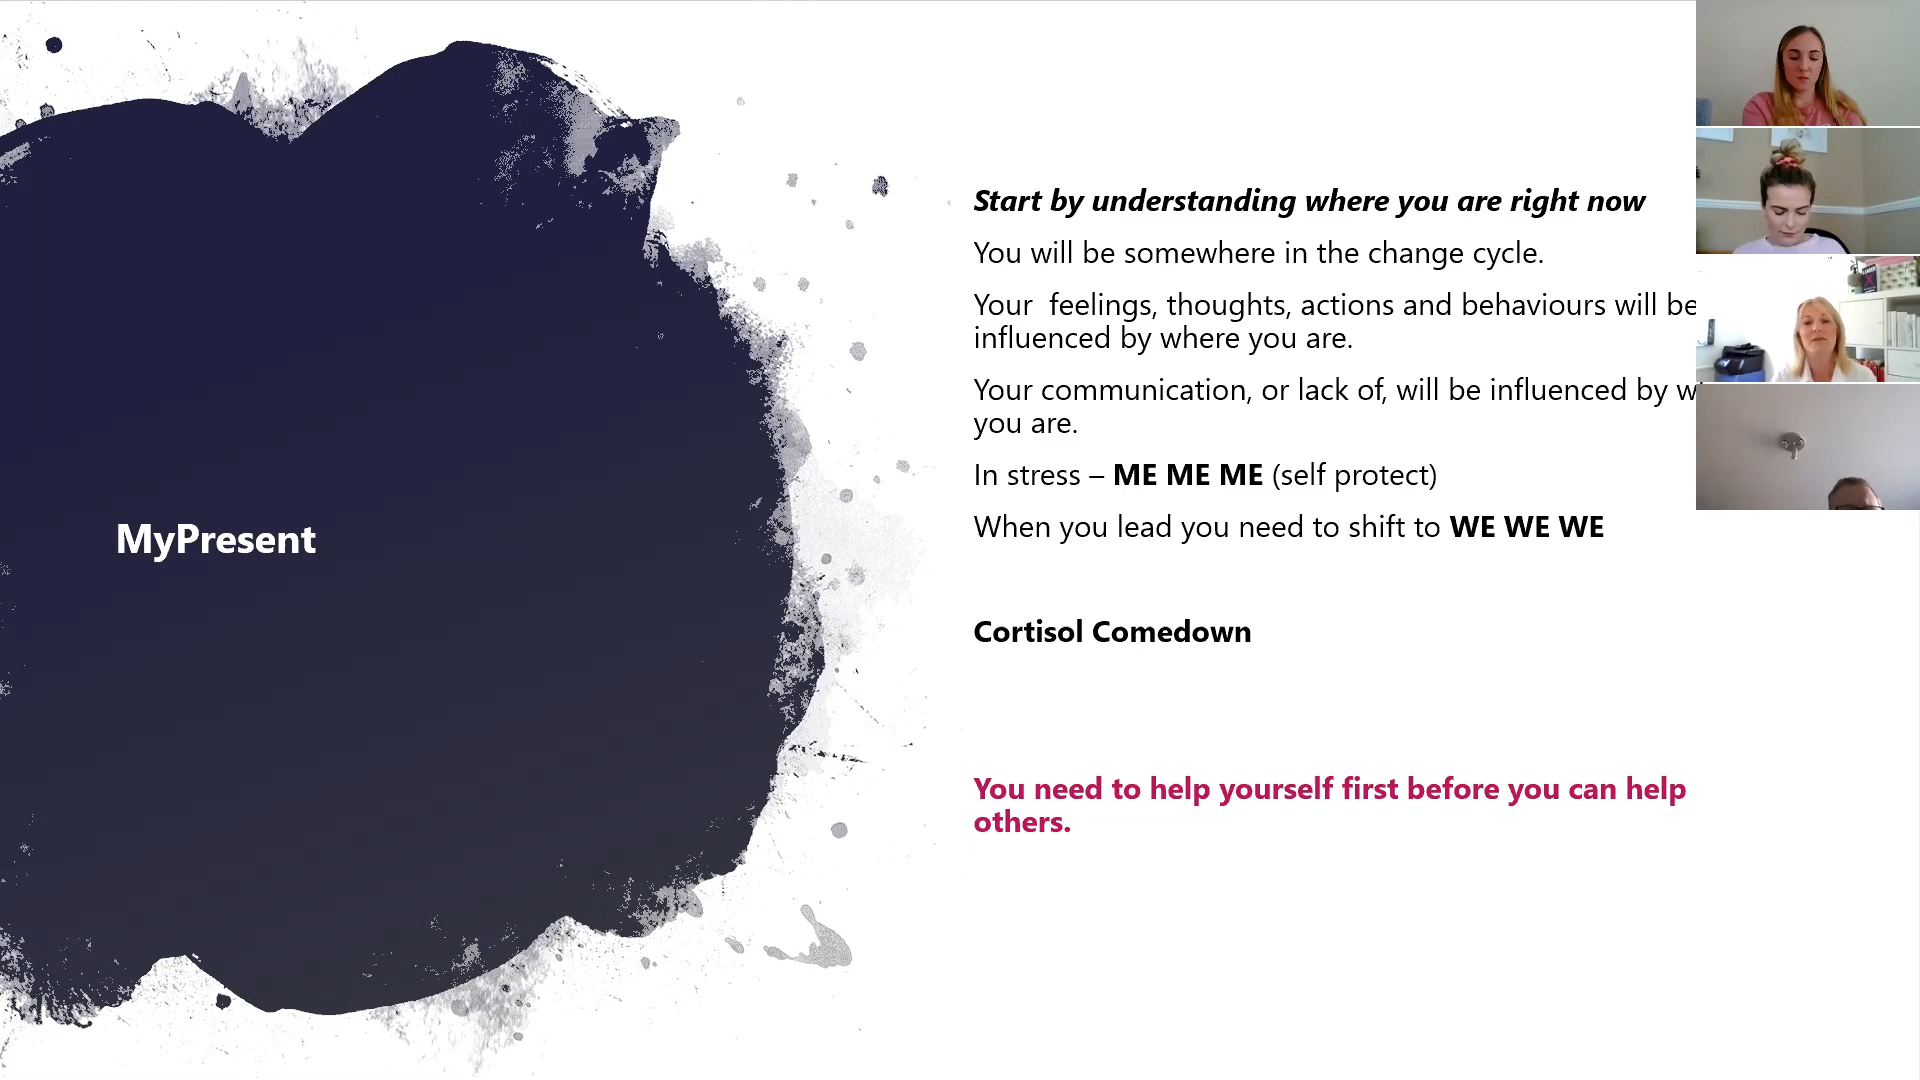 MyPresent
Start by understanding where you are right now
You will be somewhere in the change cycle.
Your  feelings, thoughts, actions and behaviours will be
influenced by where you are.
Your communication, or lack of, will be influenced by
you are.
In stress – ME ME ME (self protect)
When you lead you need to shift to WE WE WE
Cortisol Comedown
You need to help yourself first before you can help
others.